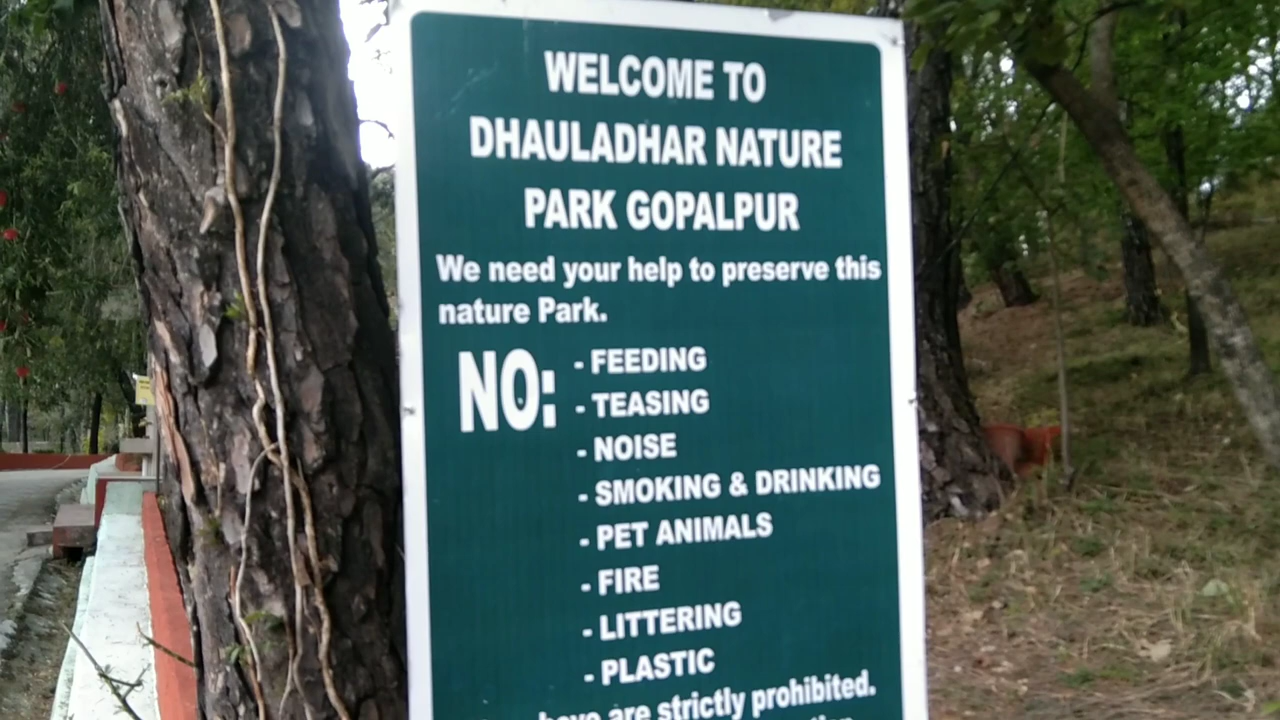 WELCOME TO
DHAULADHAR NATURE
PARK GOPALPUR
We need your help to preserve this
nature Park.
NO: - FEEDING
- TEASING
- NOISE
- SMOKING & DRINKING
- PET ANIMALS
- FIRE
- LITTERING
- PLASTIC
are strictly prohibited.